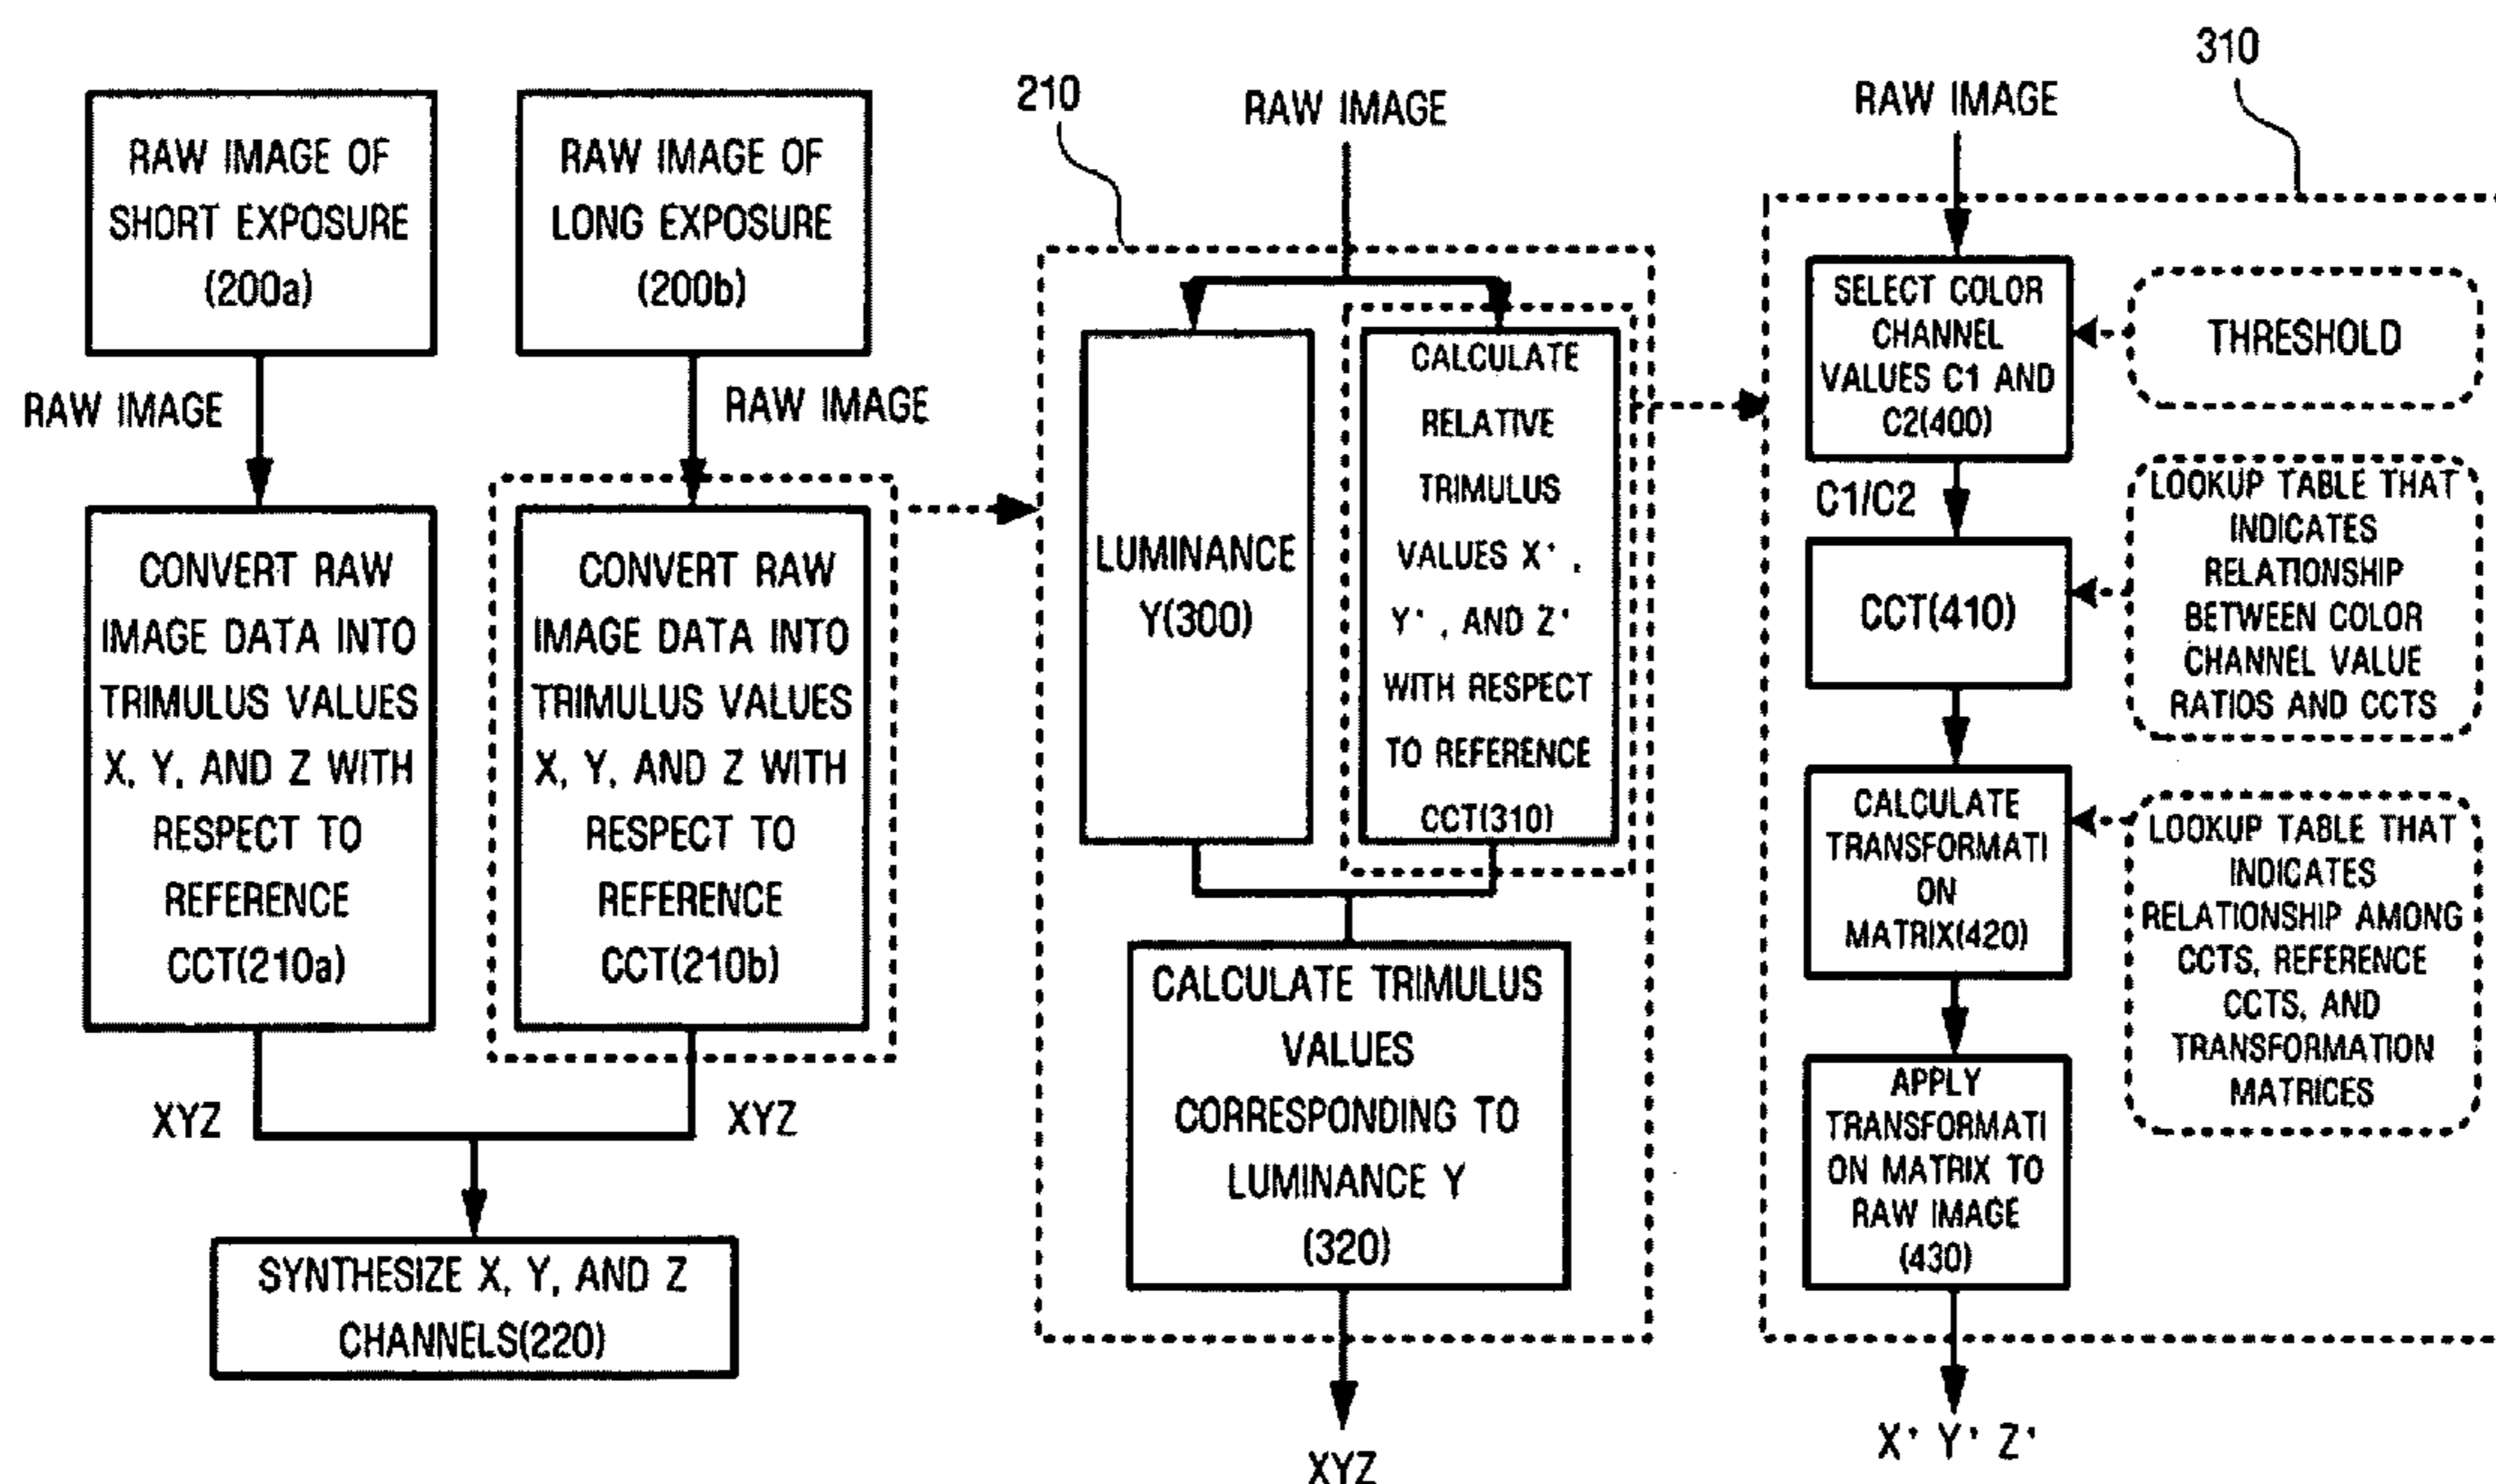 RAW IMAGE OF
SHORT EXPOSURE
(200a)
RAW IMAGE OF
LONG EXPOSURE
(200b)
RAW IMAGE
RAW IMAGE
CONVERT RAW
IMAGE DATA INTO
TRIMULUS VALUES
X, Y, AND Z WITH
RESPECT TO
REFERENCE
CCT(210a)
CONVERT RAW
IMAGE DATA INTO
TRIMULUS VALUES
X, Y, AND Z WITH
RESPECT TO
REFERENCE
CCT(210b)
XYZ
XYZ
SYNTHESIZE X, Y, AND Z
CHANNELS(220)
210
RAW IMAGE
LUMINANCE
Y(300)
CALCULATE
RELATIVE
TRIMULUS
VALUES X' ,
Y' , AND Z'
WITH RESPECT
TO REFERENCE
CCT(310)
CALCULATE TRIMULUS
VALUES
CORRESPONDING TO
LUMINANCE Y
(320)
XYZ
310
RAW IMAGE
SELECT COLOR
CHANNEL
VALUES C1 AND
C2(400)
THRESHOLD
C1/C2
CCT(410)
LOOKUP TABLE THAT
INDICATES
RELATIONSHIP
BETWEEN COLOR
CHANNEL VALUE
RATIOS AND CCTS
CALCULATE
TRANSFORMATI
ON
MATRIX(420)
LOOKUP TABLE THAT
INDICATES
RELATIONSHIP AMONG
CCTS, REFERENCE
CCTS, AND
TRANSFORMATION
MATRICES
APPLY
TRANSFORMATI
ON MATRIX TO
RAW IMAGE
(430)
X' Y' Z'